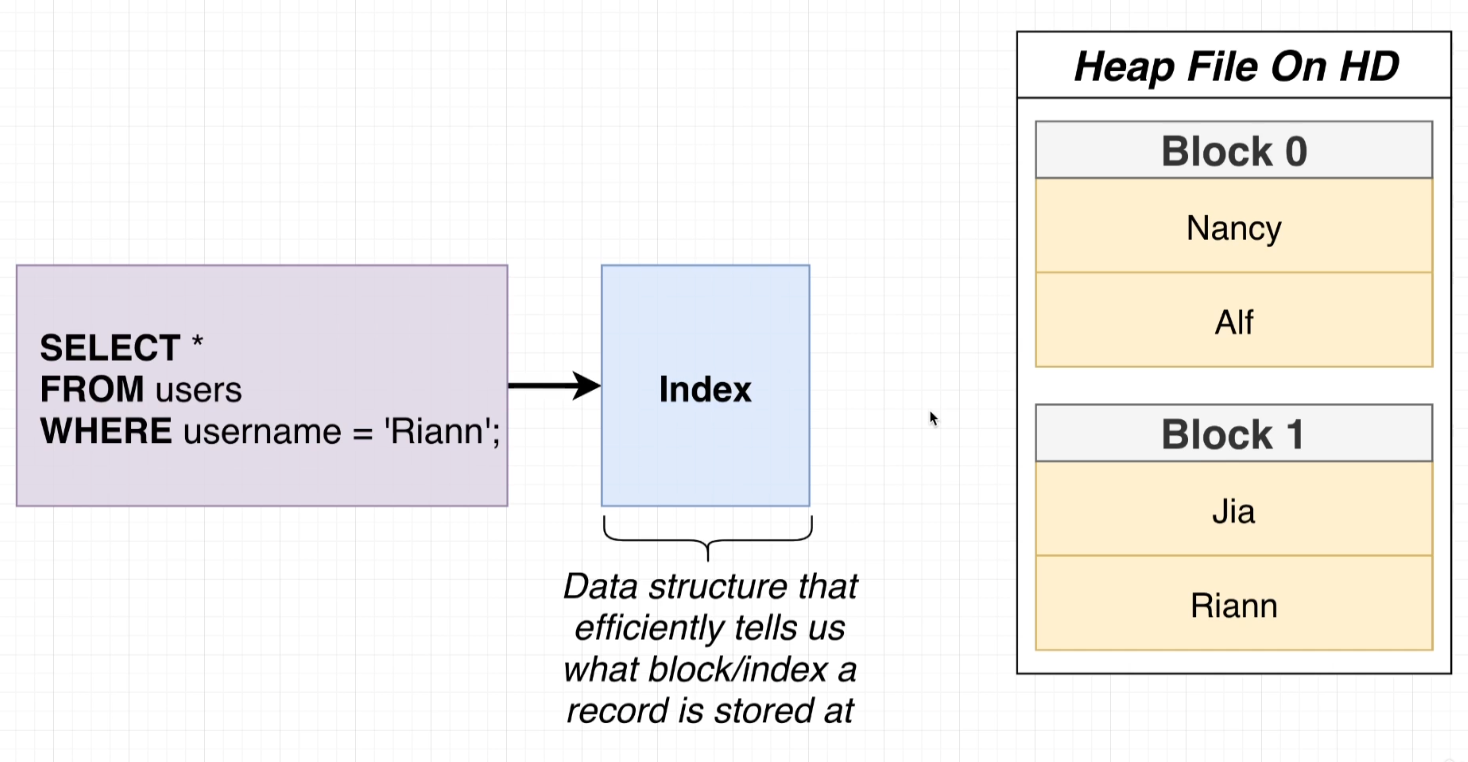 SELECT *
FROM users
WHERE username = 'Riann';
Index
Data structure that
efficiently tells us
what block/index a
record is stored at
Heap File On HD
Block 0
Nancy
Alf
Block 1
Jia
Riann